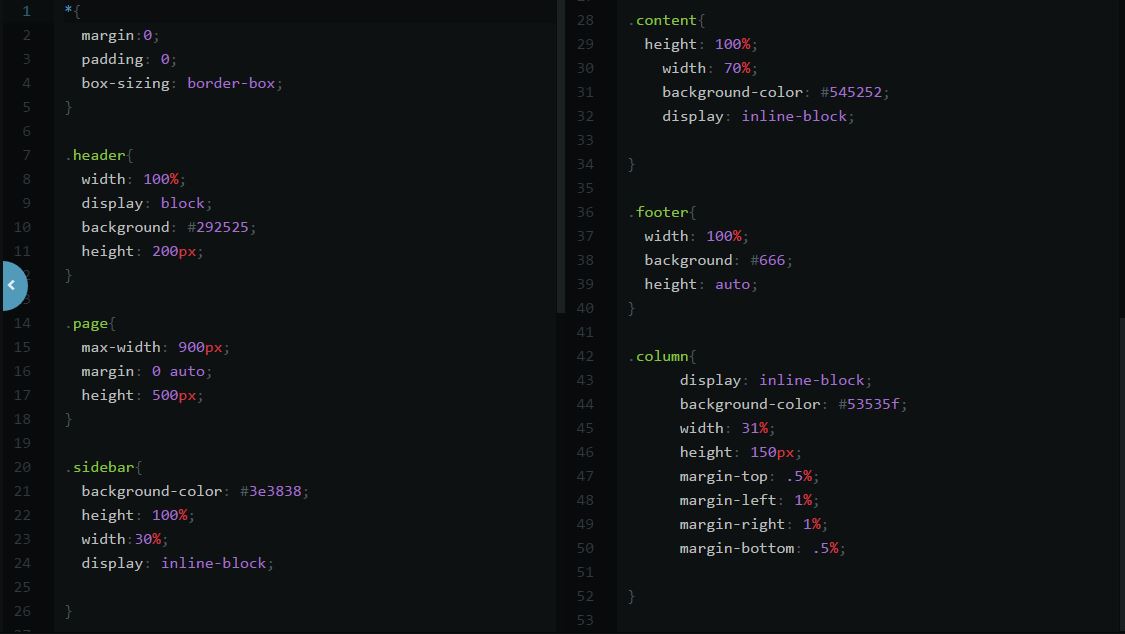 1 *{
2 margin:0;
3 padding: 0;
4 box-sizing: border-box;
5 }
6
7 .header{
8 width: 100%;
9 display: block;
10 background: #292525;
11 height: 200px;
2 }
3
14 .page{
15 max-width: 900px;
16 margin: 0 auto;
17 height: 500px;
18 }
19
20 .sidebar{
21 background-color: #3e3838;
22 height: 100%;
23 width:30%;
24 display: inline-block;
25
26 }
28 .content{
29 height: 100%;
30 width: 70%;
31 background-color: #545252;
32 display: inline-block;
33
34 }
35
36 .footer{
37 width: 100%;
38 background: #666;
39 height: auto;
40 }
41
42 .column{
43 display: inline-block;
44 background-color: #53535f;
45 width: 31%;
46 height: 150px;
47 margin-top: .5%;
48 margin-left: 1%;
49 margin-right: 1%;
50 margin-bottom: .5%;
51
52 }
53